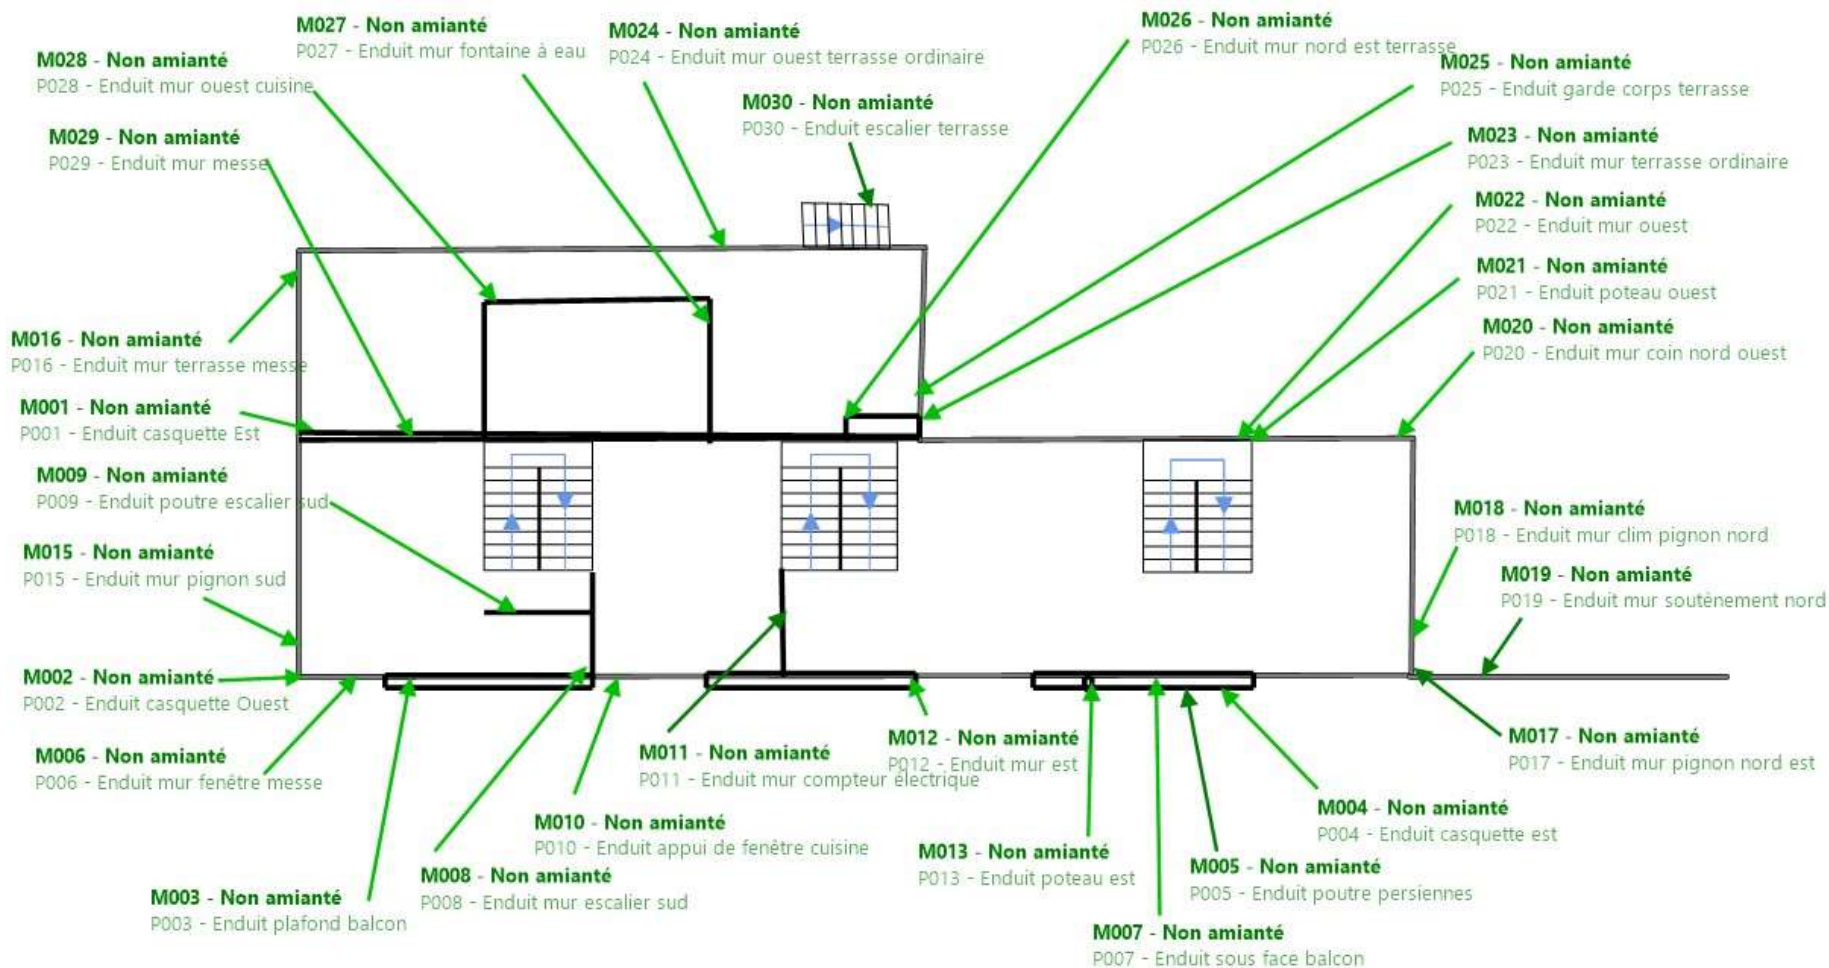 M027 - Non amianté
P027 - Enduit mur fontaine à eau
M024 - Non amianté
P024 - Enduit mur ouest terrasse ordinaire
M026 - Non amianté
P026 - Enduit mur nord est terrasse
M028 - Non amianté
P028 - Enduit mur ouest cuisine
M025 - Non amianté
P025 - Enduit garde corps terrasse
M030 - Non amianté
P030 - Enduit escalier terrasse
M029 - Non amianté
P029 - Enduit mur messe
M023 - Non amianté
P023 - Enduit mur terrasse ordinaire
M022 - Non amianté
P022 - Enduit mur ouest
M021 - Non amianté
P021 - Enduit poteau ouest
M020 - Non amianté
P020 - Enduit mur coin nord ouest
M016 - Non amianté
P016 - Enduit mur terrasse messe
M001 - Non amianté
P001 - Enduit casquette Est
M009 - Non amianté
P009 - Enduit poutre escalier sud
M018 - Non amianté
P018 - Enduit mur clim pignon nord
M015 - Non amianté
P015 - Enduit mur pignon sud
M019 - Non amianté
P019 - Enduit mur soutènement nord
M002 - Non amianté
P002 - Enduit casquette Ouest
M006 - Non amianté
P006 - Enduit mur fenêtre messe
M011 - Non amianté
P011 - Enduit mur compteur électrique
M012 - Non amianté
P012 - Enduit mur est
M017 - Non amianté
P017 - Enduit mur pignon nord est
M010 - Non amianté
P010 - Enduit appui de fenêtre cuisine
M004 - Non amianté
P004 - Enduit casquette est
M013 - Non amianté
P013 - Enduit poteau est
M005 - Non amianté
P005 - Enduit poutre persiennes
M008 - Non amianté
P008 - Enduit mur escalier sud
M003 - Non amianté
P003 - Enduit plafond balcon
M007 - Non amianté
P007 - Enduit sous face balcon